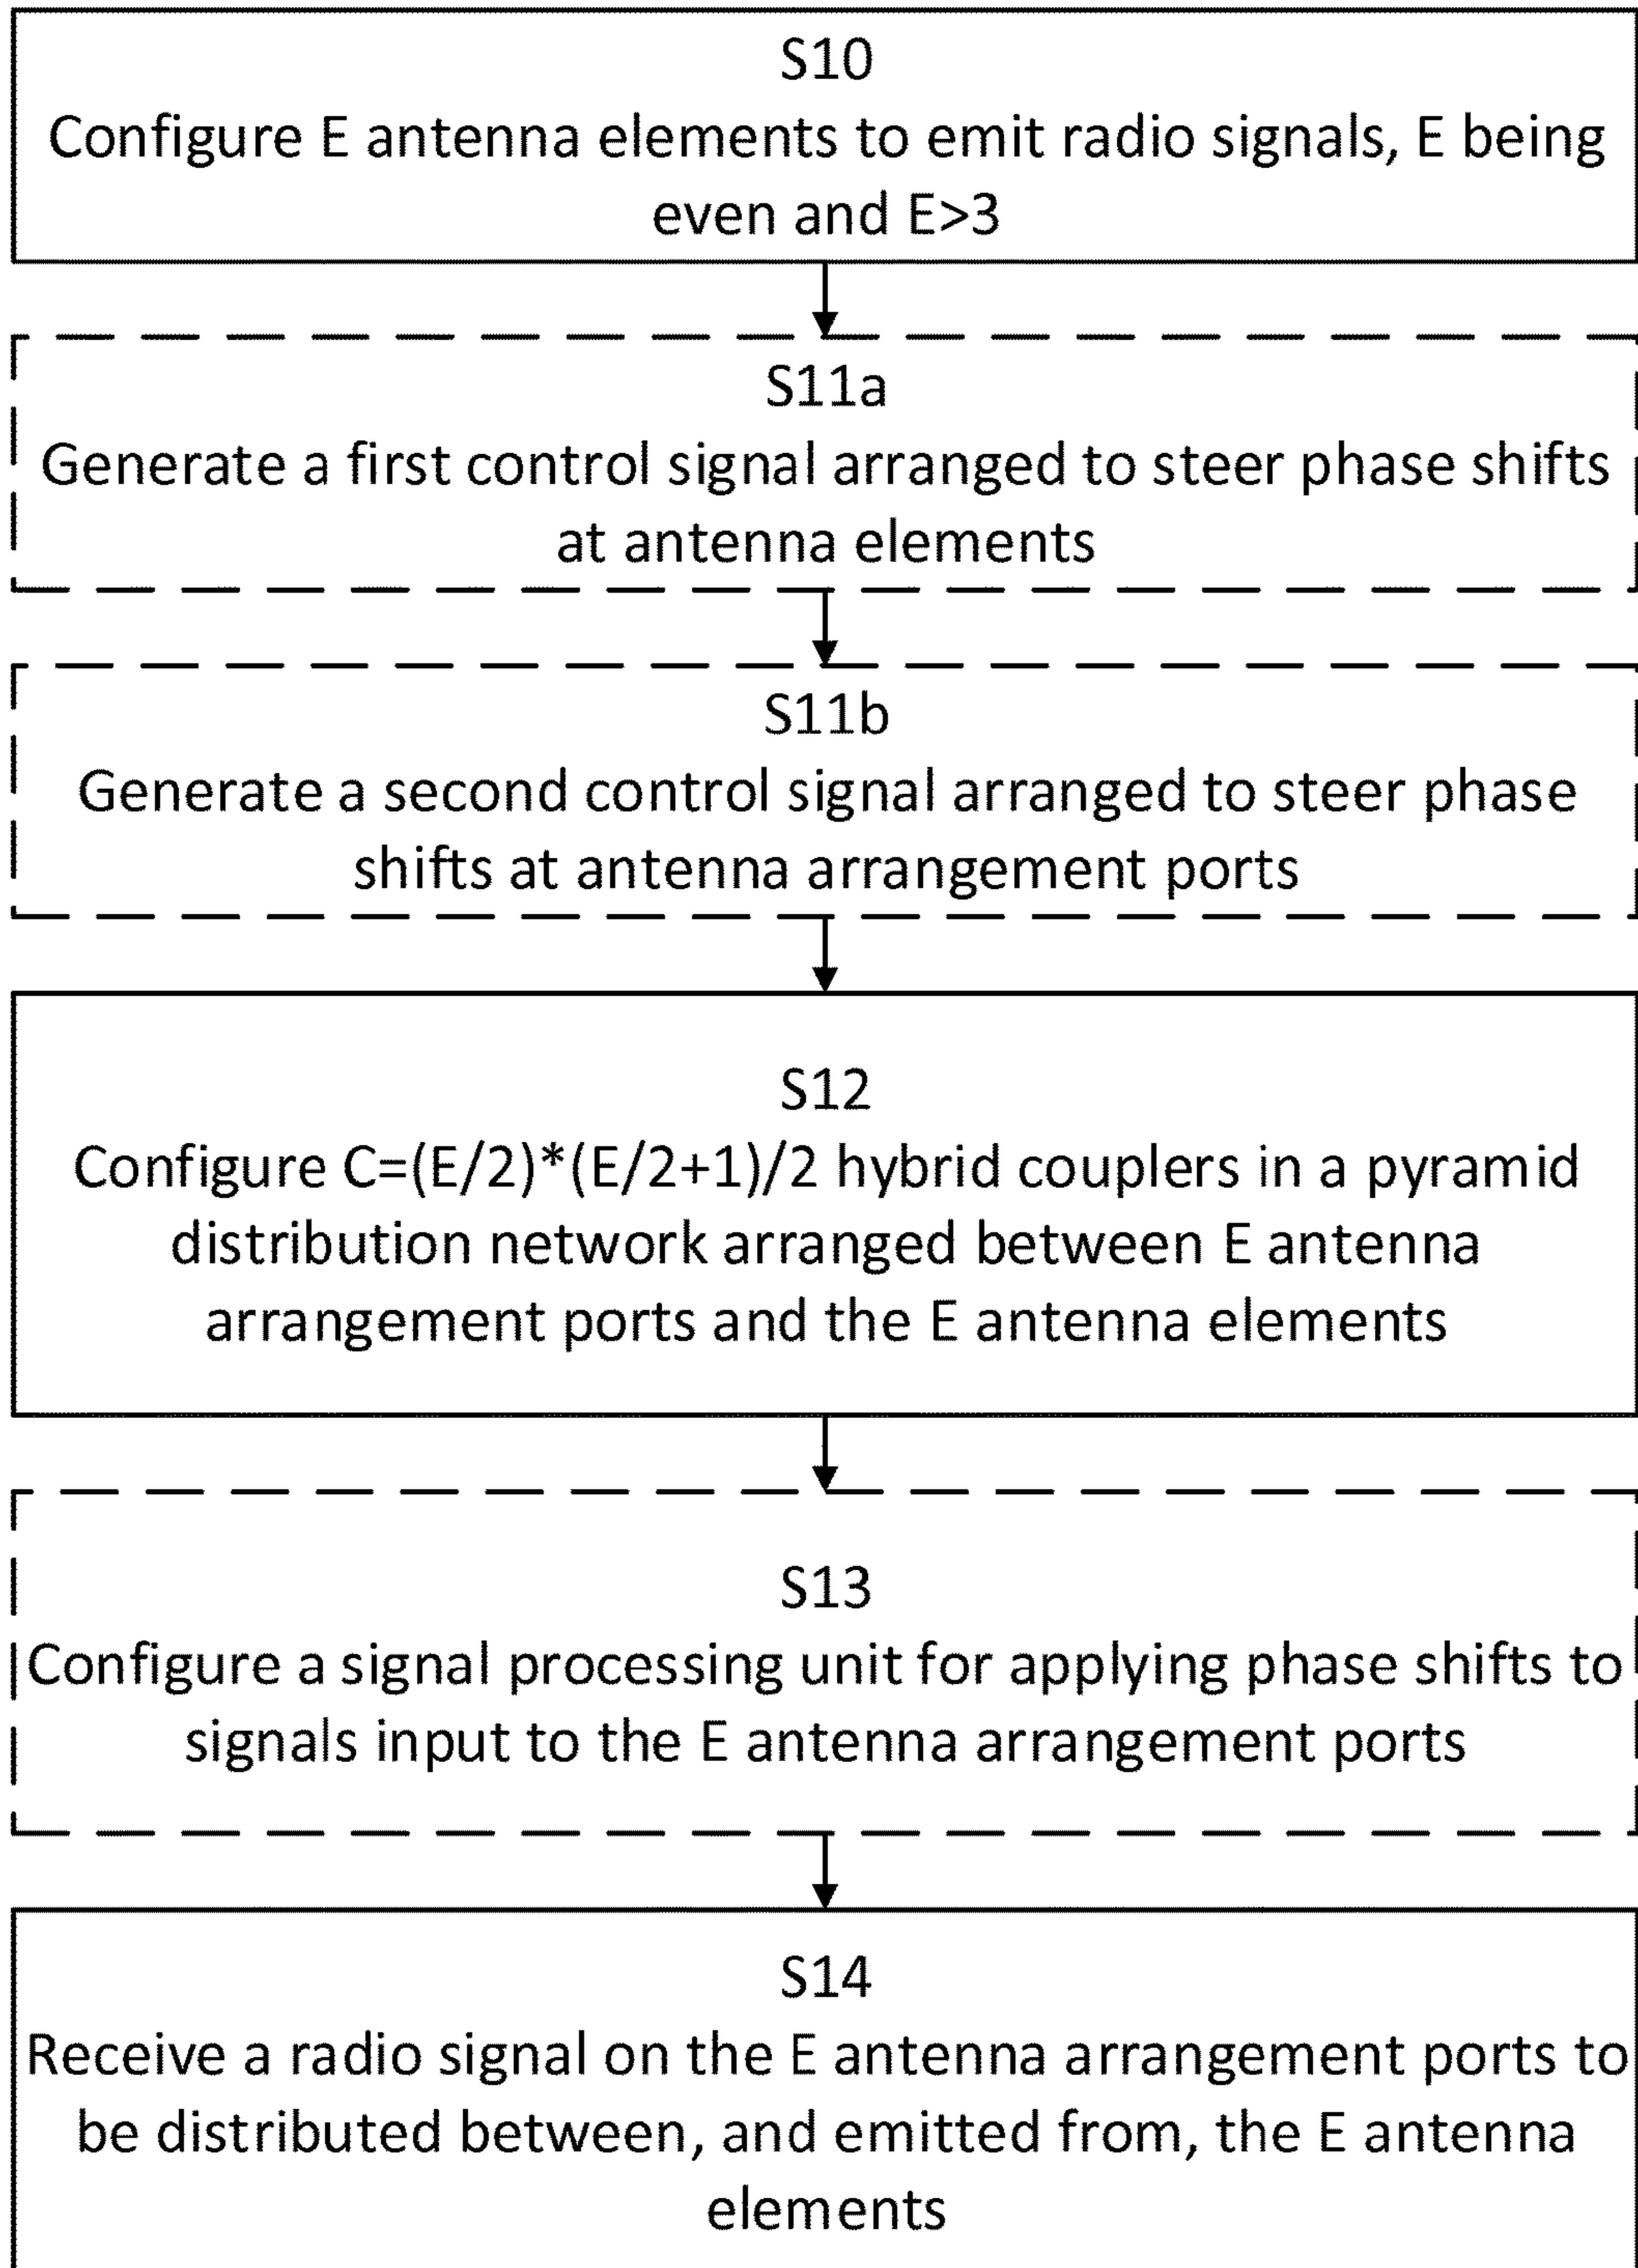 S10
Configure E antenna elements to emit radio signals, E being
even and E>3
S11a
Generate a first control signal arranged to steer phase shifts
at antenna elements
S11b
Generate a second control signal arranged to steer phase
shifts at antenna arrangement ports
S12
Configure C=(E/2)*(E/2+1)/2 hybrid couplers in a pyramid
distribution network arranged between E antenna
arrangement ports and the E antenna elements
S13
Configure a signal processing unit for applying phase shifts to
signals input to the E antenna arrangement ports
S14
Receive a radio signal on the E antenna arrangement ports to
be distributed between, and emitted from, the E antenna
elements